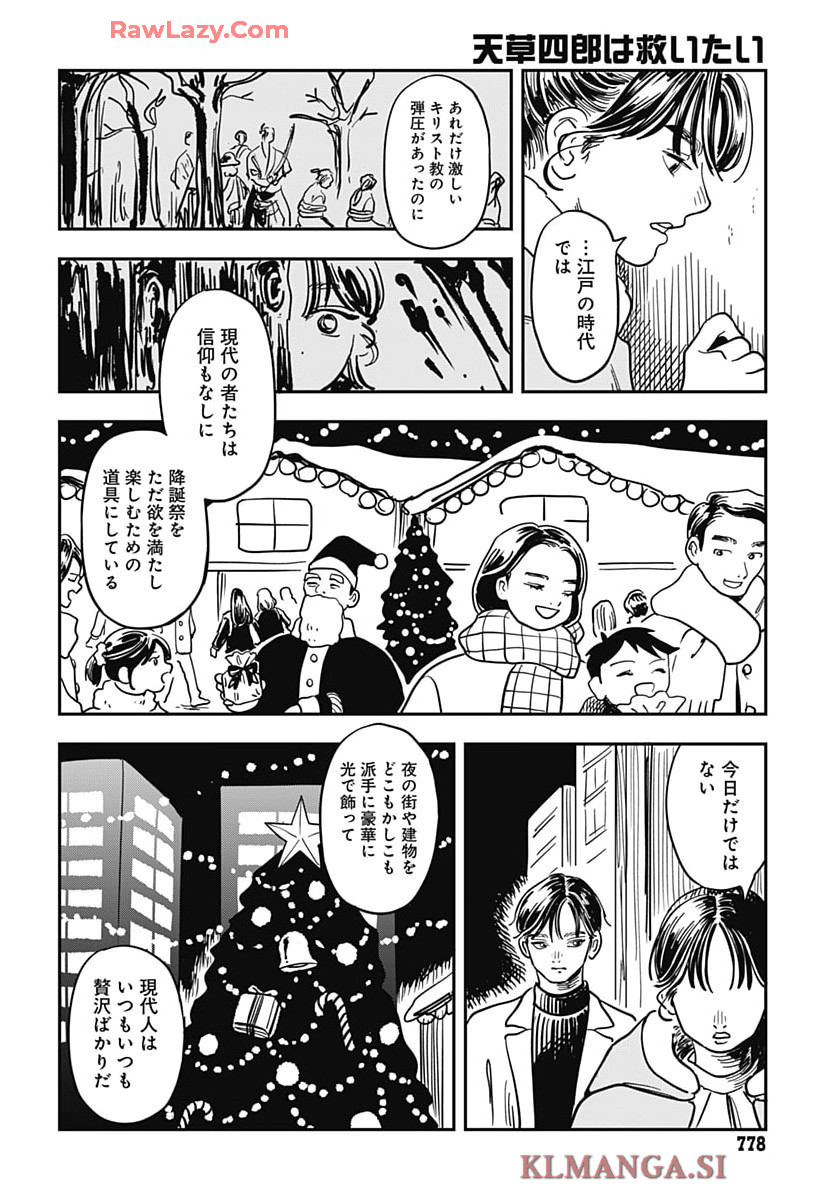 RawLazy.Com
天草四郎は救いたい
…江戸の時代
では
あれだけ激しい
キリスト教の
弾圧があったのに
現代の者たちは
信仰もなしに
降誕祭を
ただ欲を満たし
楽しむための
道具にしている
今日だけでは
ない
夜の街や建物を
どこもかしこも
派手に豪華に
光で飾って
現代人は
いつもいつも
贅沢ばかりだ
778
KLMANGA.SI